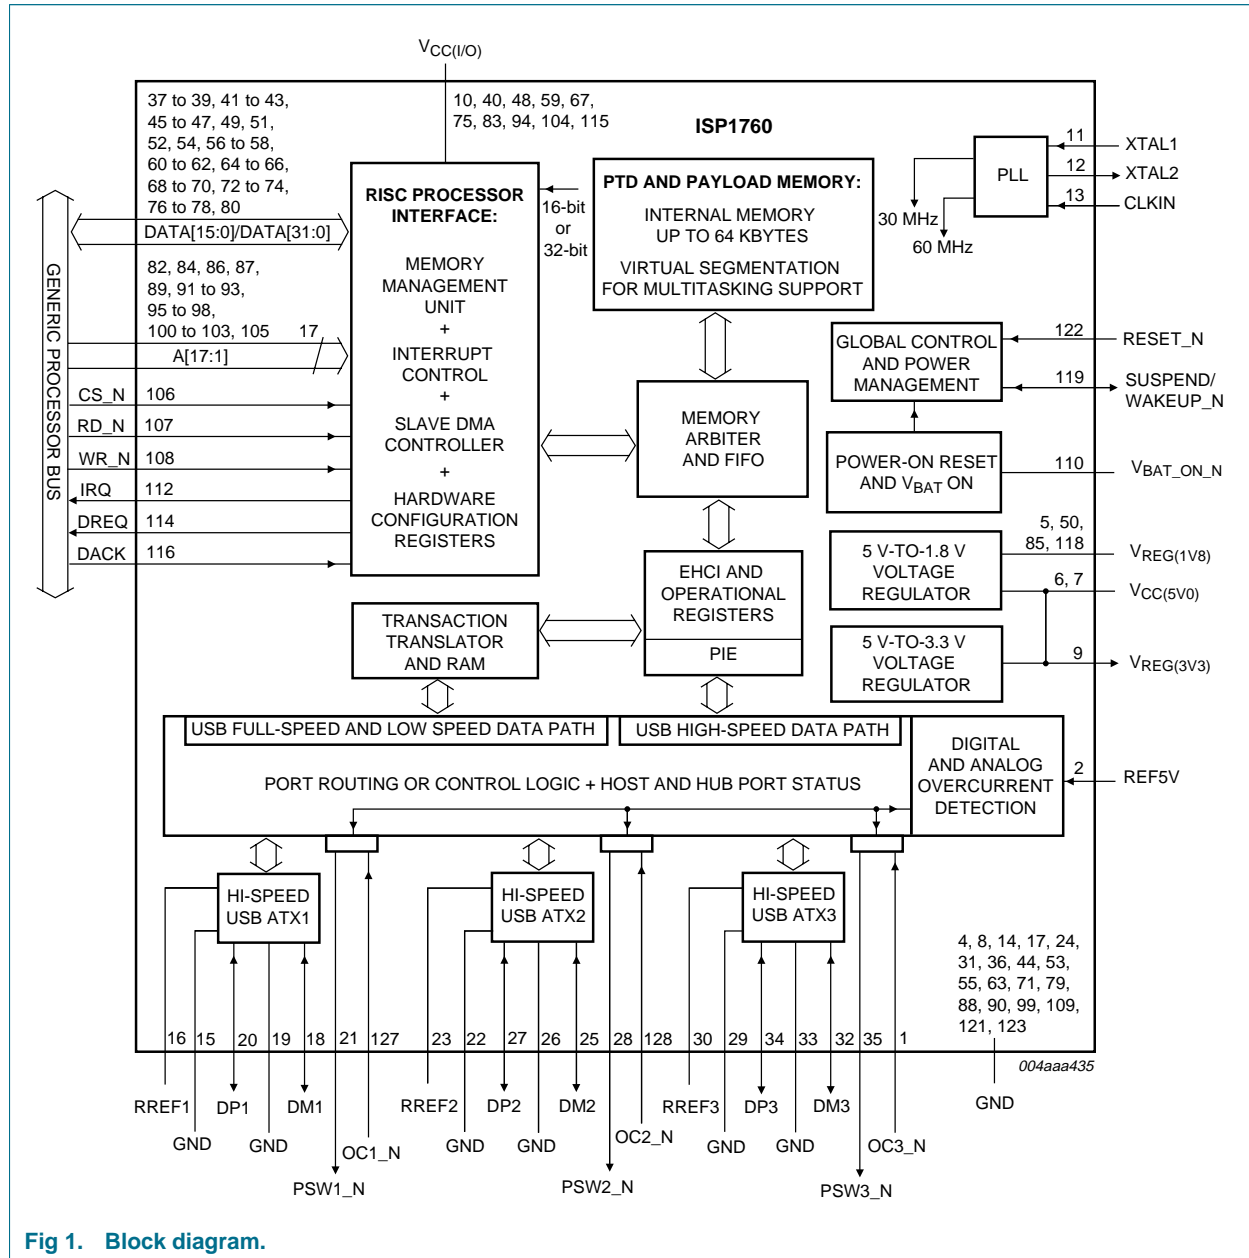 VCC(I/O)
37 to 39, 41 to 43,
45 to 47, 49, 51,
52, 54, 56 to 58,
60 to 62, 64 to 66,
68 to 70, 72 to 74,
76 to 78, 80
DATA[15:0]/DATA[31:0]
82, 84, 86, 87,
89, 91 to 93,
95 to 98,
100 to 103, 105
17
A[17:1]
GENERIC PROCESSOR BUS
CS_N
106
RD_N
107
WR_N
108
IRQ
112
DREQ
114
DACK
116
10, 40, 48, 59, 67,
75, 83, 94, 104, 115
ISP1760
RISC PROCESSOR
INTERFACE:
MEMORY
MANAGEMENT
UNIT
+
INTERRUPT
CONTROL
+
SLAVE DMA
CONTROLLER
+
HARDWARE
CONFIGURATION
REGISTERS
16-bit
or
32-bit
PTD AND PAYLOAD MEMORY:
INTERNAL MEMORY
UP TO 64 KBYTES
VIRTUAL SEGMENTATION
FOR MULTITASKING SUPPORT
PLL
30 MHz
60 MHz
11
XTAL1
12
XTAL2
13
CLKIN
GLOBAL CONTROL
AND POWER
MANAGEMENT
122
RESET_N
119
SUSPEND/
WAKEUP_N
MEMORY
ARBITER
AND FIFO
POWER-ON RESET
AND VBAT ON
110
VBAT_ON_N
5 V-TO-1.8 V
VOLTAGE
REGULATOR
5, 50,
85, 118
VREG(1V8)
6, 7
VCC(5V0)
5 V-TO-3.3 V
VOLTAGE
REGULATOR
9
VREG(3V3)
EHCI AND
OPERATIONAL
REGISTERS
PIE
TRANSACTION
TRANSLATOR
AND RAM
USB FULL-SPEED AND LOW SPEED DATA PATH
USB HIGH-SPEED DATA PATH
PORT ROUTING OR CONTROL LOGIC + HOST AND HUB PORT STATUS
DIGITAL
AND ANALOG
OVERCURRENT
DETECTION
2
REF5V
HI-SPEED
USB ATX1
HI-SPEED
USB ATX2
HI-SPEED
USB ATX3
4, 8, 14, 17, 24,
31, 36, 44, 53,
55, 63, 71, 79,
88, 90, 99, 109,
121, 123
16 15 20 19 18 21 127
23 22 27 26 25 28 128
30 29 34 33 32 35 1
004aaa435
RREF1
GND
DP1
GND
DM1
PSW1_N
OC1_N
RREF2
GND
DP2
GND
DM2
PSW2_N
OC2_N
RREF3
GND
DP3
GND
DM3
PSW3_N
OC3_N
GND
Fig 1. Block diagram.